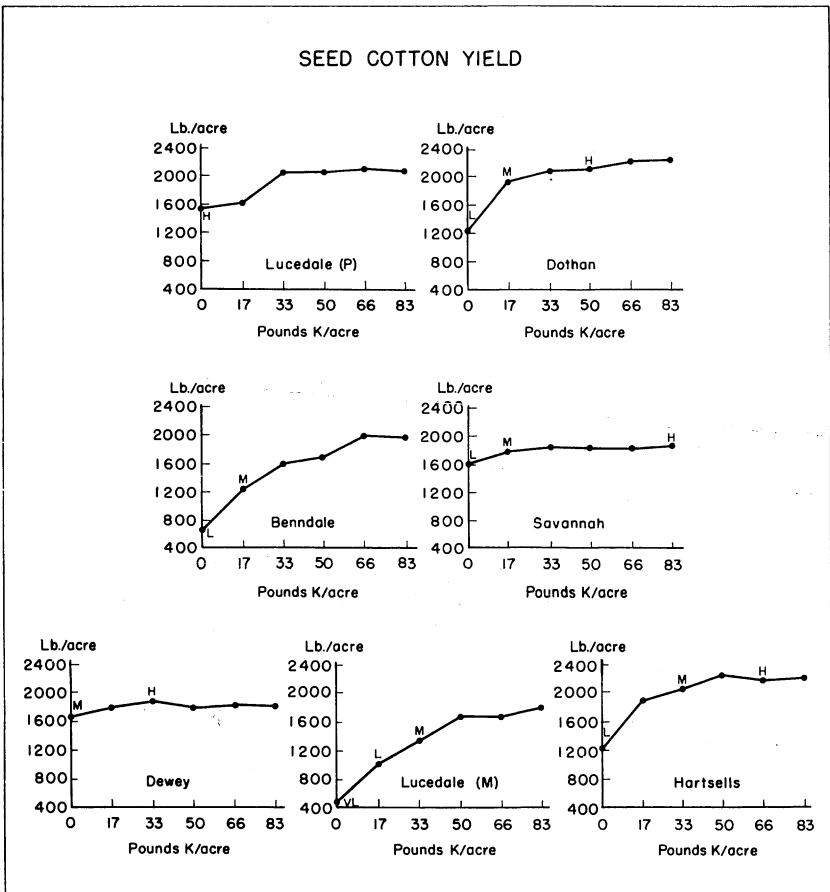 SEED COTTON YIELD
Lb./acre
2400
2000
1600
1200
800
400
H
Lucedale (P)
0 17 33 50 66 83
Pounds K/acre
Lb./acre
2400
2000
1600
1200
800
400
L
M
H
Dothan
0 17 33 50 66 83
Pounds K/acre
Lb./acre
2400
2000
1600
1200
800
400
L
M
Benndale
0 17 33 50 66 83
Pounds K/acre
Lb./acre
2400
2000
1600
1200
800
400
L
M
H
Savannah
0 17 33 50 66 83
Pounds K/acre
Lb./acre
2400
2000
1600
1200
800
400
M
H
Dewey
0 17 33 50 66 83
Pounds K/acre
Lb./acre
2400
2000
1600
1200
800
400
VL
L
M
Lucedale (M)
0 17 33 50 66 83
Pounds K/acre
Lb./acre
2400
2000
1600
1200
800
400
L
M
H
Hartsells
0 17 33 50 66 83
Pounds K/acre